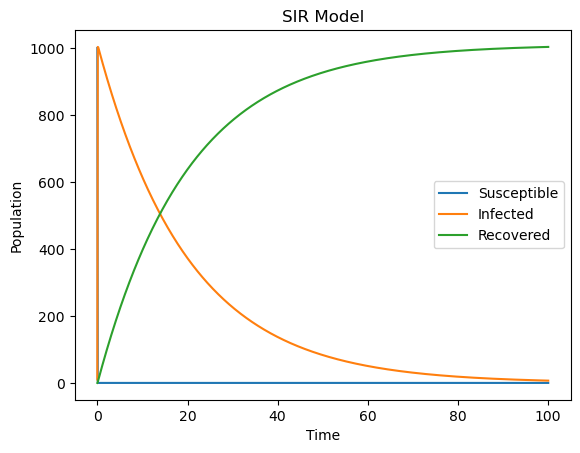 SIR Model
Population
1000
800
600
400
200
0
Susceptible
Infected
Recovered
0 20 40 60 80 100
Time